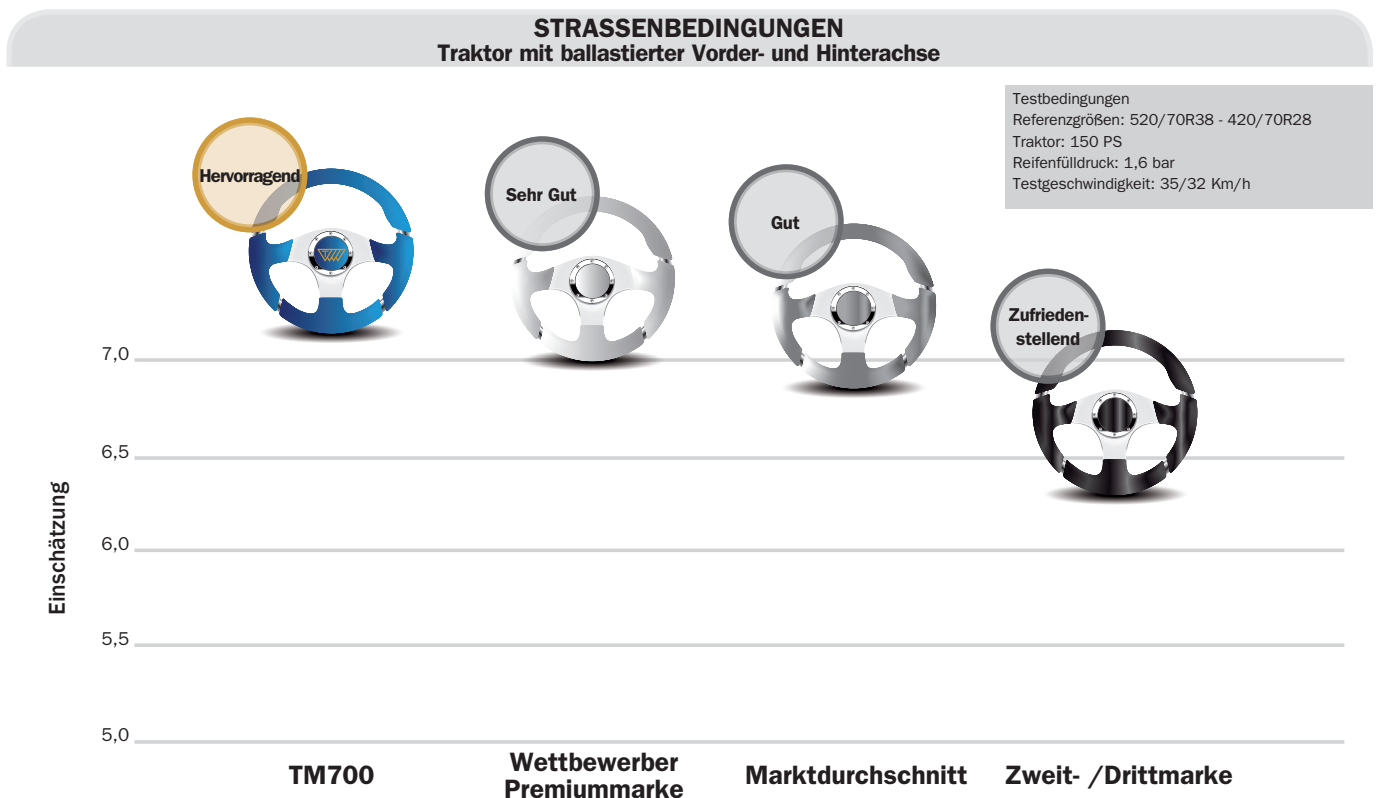 STRASSENBEDINGUNGEN
Traktor mit ballastierter Vorder- und Hinterachse
Testbedingungen
Referenzgrößen: 520/70R38 - 420/70R28
Traktor: 150 PS
Reifenfülldruck: 1,6 bar
Testgeschwindigkeit: 35/32 Km/h
Hervorragend
Sehr Gut
Gut
Zufrieden-
stellend
7,0
6,5
6,0
5,5
5,0
Einschätzung
TM700
Wettbewerber
Premiummarke
Marktdurchschnitt
Zweit- /Drittmarke